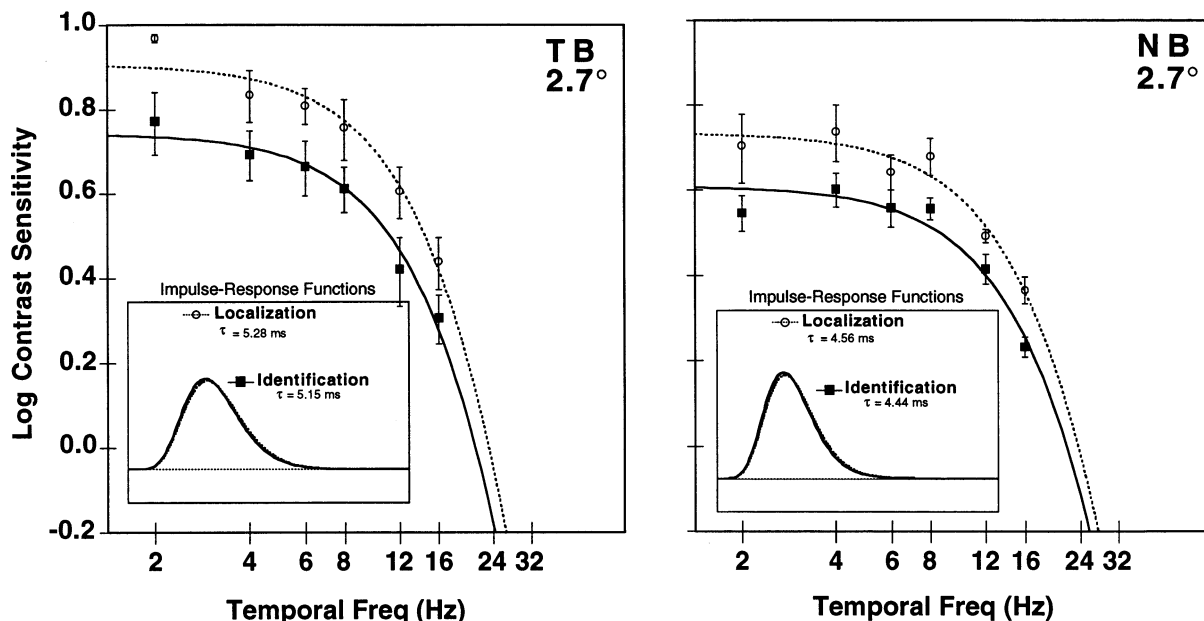 1.0
0.8
0.6
0.4
0.2
0.0
-0.2
Log Contrast Sensitivity
T B
2.7°
Impulse-Response Functions
Localization
τ = 5.28 ms
Identification
τ = 5.15 ms
2 4 6 8 12 16 24 32
Temporal Freq (Hz)
N B
2.7°
Impulse-Response Functions
Localization
τ = 4.56 ms
Identification
τ = 4.44 ms
2 4 6 8 12 16 24 32
Temporal Freq (Hz)